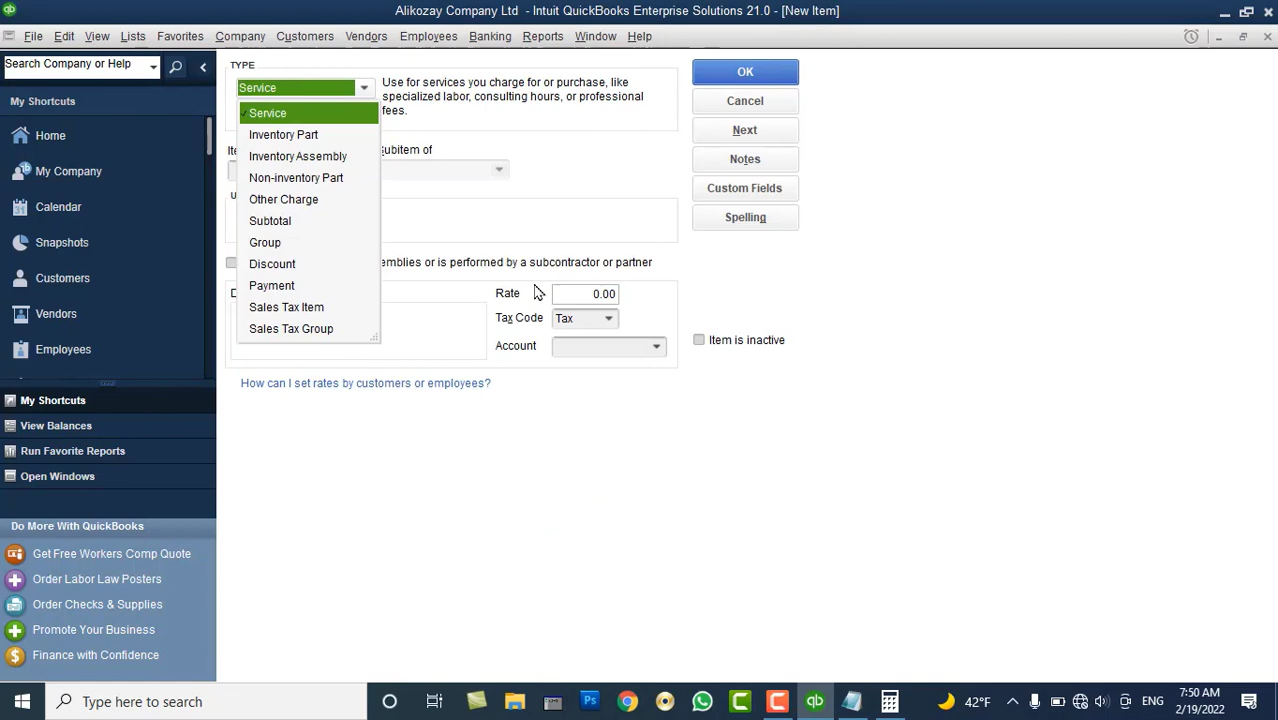 Alikozay Company Ltd - Intuit QuickBooks Enterprise Solutions 21.0 - [New Item]
File Edit View Lists Favorites Company Customers Vendors Employees Banking Reports Window Help
Search Company or Help
My Shortcuts
Home
My Company
Calendar
Snapshots
Customers
Vendors
Employees
My Shortcuts
View Balances
Run Favorite Reports
Open Windows
Do More With QuickBooks
Get Free Workers Comp Quote
Order Labor Law Posters
Order Checks & Supplies
Promote Your Business
Finance with Confidence
TYPE
Service
Use for services you charge for or purchase, like
specialized labor, consulting hours, or professional
fees.
Service
Inventory Part
Inventory Assembly
Non-inventory Part
Other Charge
Subtotal
Group
Discount
Payment
Sales Tax Item
Sales Tax Group
ubitem of
emblies or is performed by a subcontractor or partner
Rate 0.00
Tax Code Tax
Account
How can I set rates by customers or employees?
OK
Cancel
Next
Notes
Custom Fields
Spelling
Item is inactive
Type here to search
42°F
ENG
7:50 AM
2/19/2022